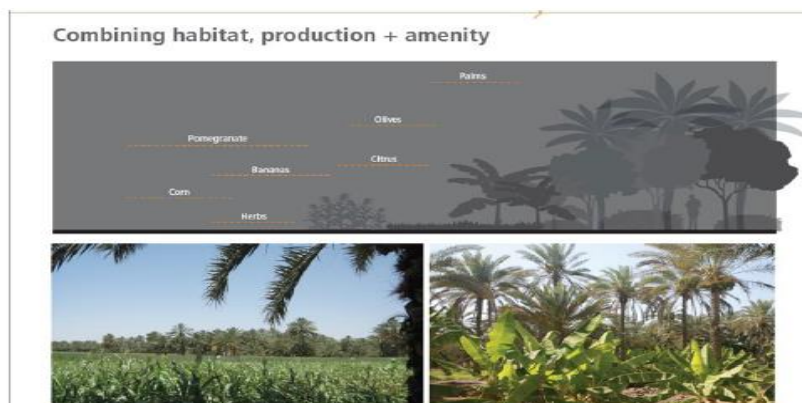 Combining habitat, production + amenity
Palms
Olives
Pomegranate
Citrus
Bananas
Corn
Herbs